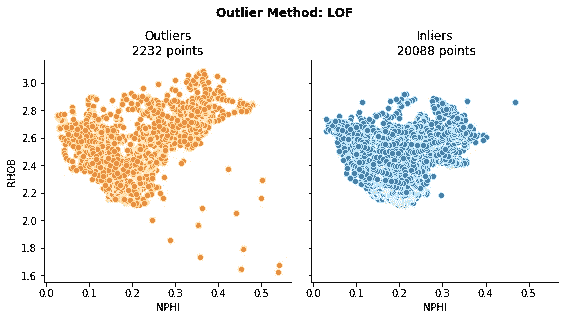 Outlier Method: LOF
Outliers
2232 points
Inliers
20088 points
RHOB
3.0
2.8
2.6
2.4
2.2
2.0
1.8
1.6
0.0 0.1 0.2 0.3 0.4 0.5
0.0 0.1 0.2 0.3 0.4 0.5
NPHI
NPHI